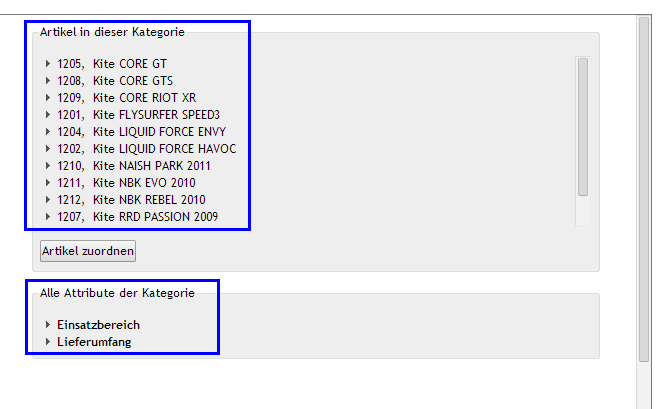 Artikel in dieser Kategorie
1205, Kite CORE GT
1208, Kite CORE GTS
1209, Kite CORE RIOT XR
1201, Kite FLYSURFER SPEED3
1204, Kite LIQUID FORCE ENVY
1202, Kite LIQUID FORCE HAVOC
1210, Kite NAISH PARK 2011
1211, Kite NBK EVO 2010
1212, Kite NBK REBEL 2010
1207, Kite RRD PASSION 2009
Artikel zuordnen
Alle Attribute der Kategorie
Einsatzbereich
Lieferumfang